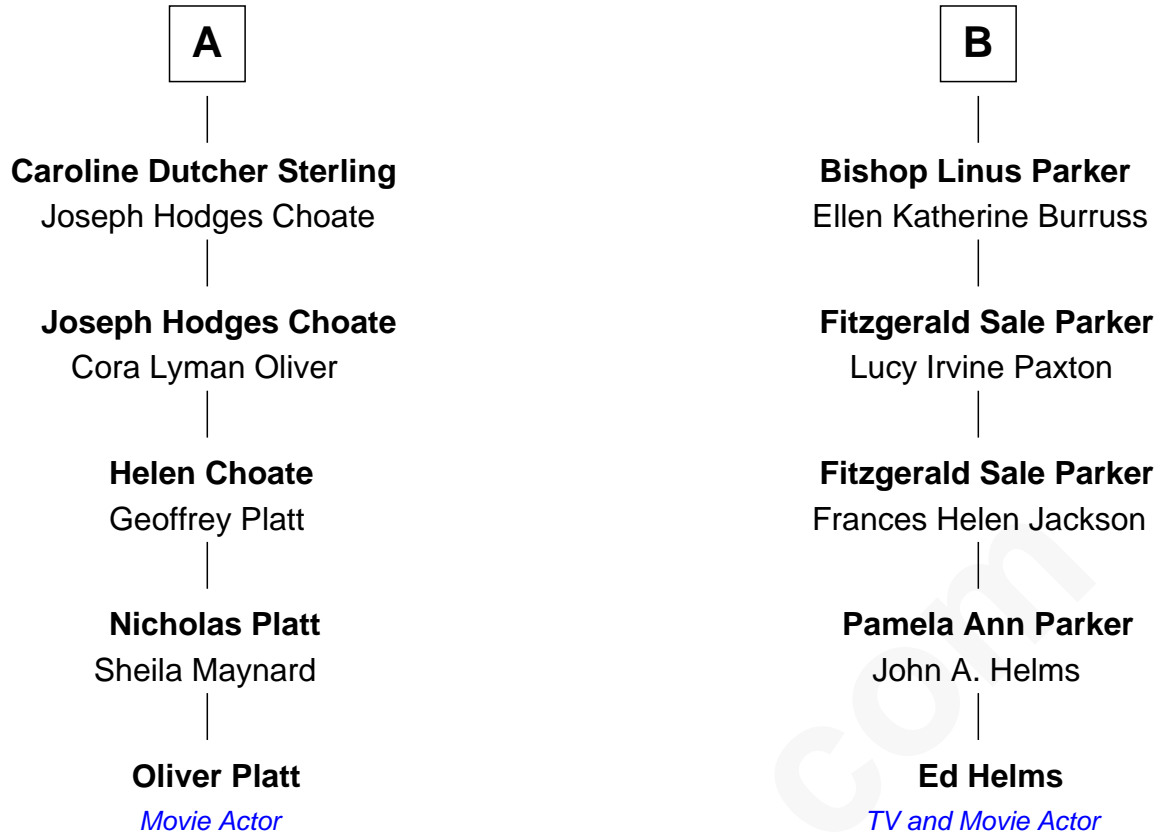 A
Caroline Dutcher Sterling
Joseph Hodges Choate
Joseph Hodges Choate
Cora Lyman Oliver
Helen Choate
Geoffrey Platt
Nicholas Platt
Sheila Maynard
Oliver Platt
Movie Actor
B
Bishop Linus Parker
Ellen Katherine Burruss
Fitzgerald Sale Parker
Lucy Irvine Paxton
Fitzgerald Sale Parker
Frances Helen Jackson
Pamela Ann Parker
John A. Helms
Ed Helms
TV and Movie Actor
com